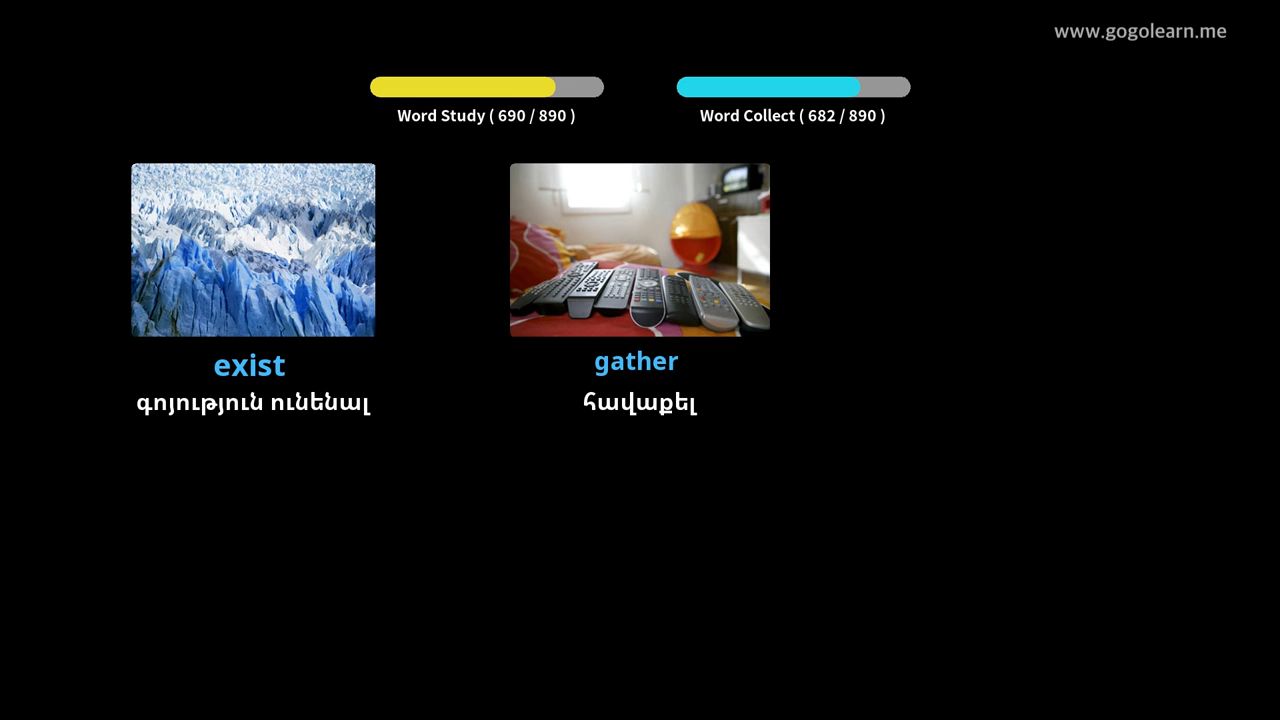 www.gogolearn.me
Word Study ( 690 / 890 )
Word Collect ( 682 / 890 )
exist
գոյություն ունենալ
gather
հավաքել